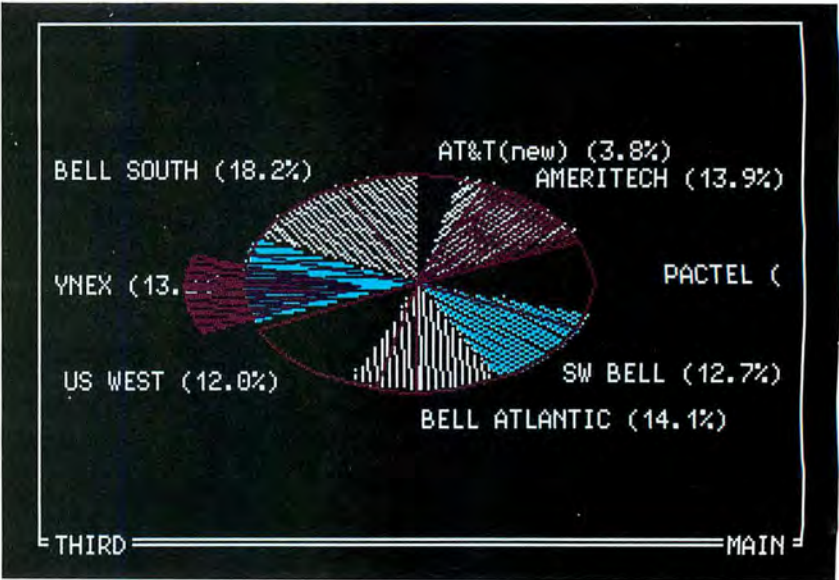 AT&T(new) (3.8%)
BELL SOUTH (18.2%)
AMERITECH (13.9%)
PACTEL (
YNEX (13.
US WEST (12.0%)
SW BELL (12.7%)
BELL ATLANTIC (14.1%)
THIRD
MAIN